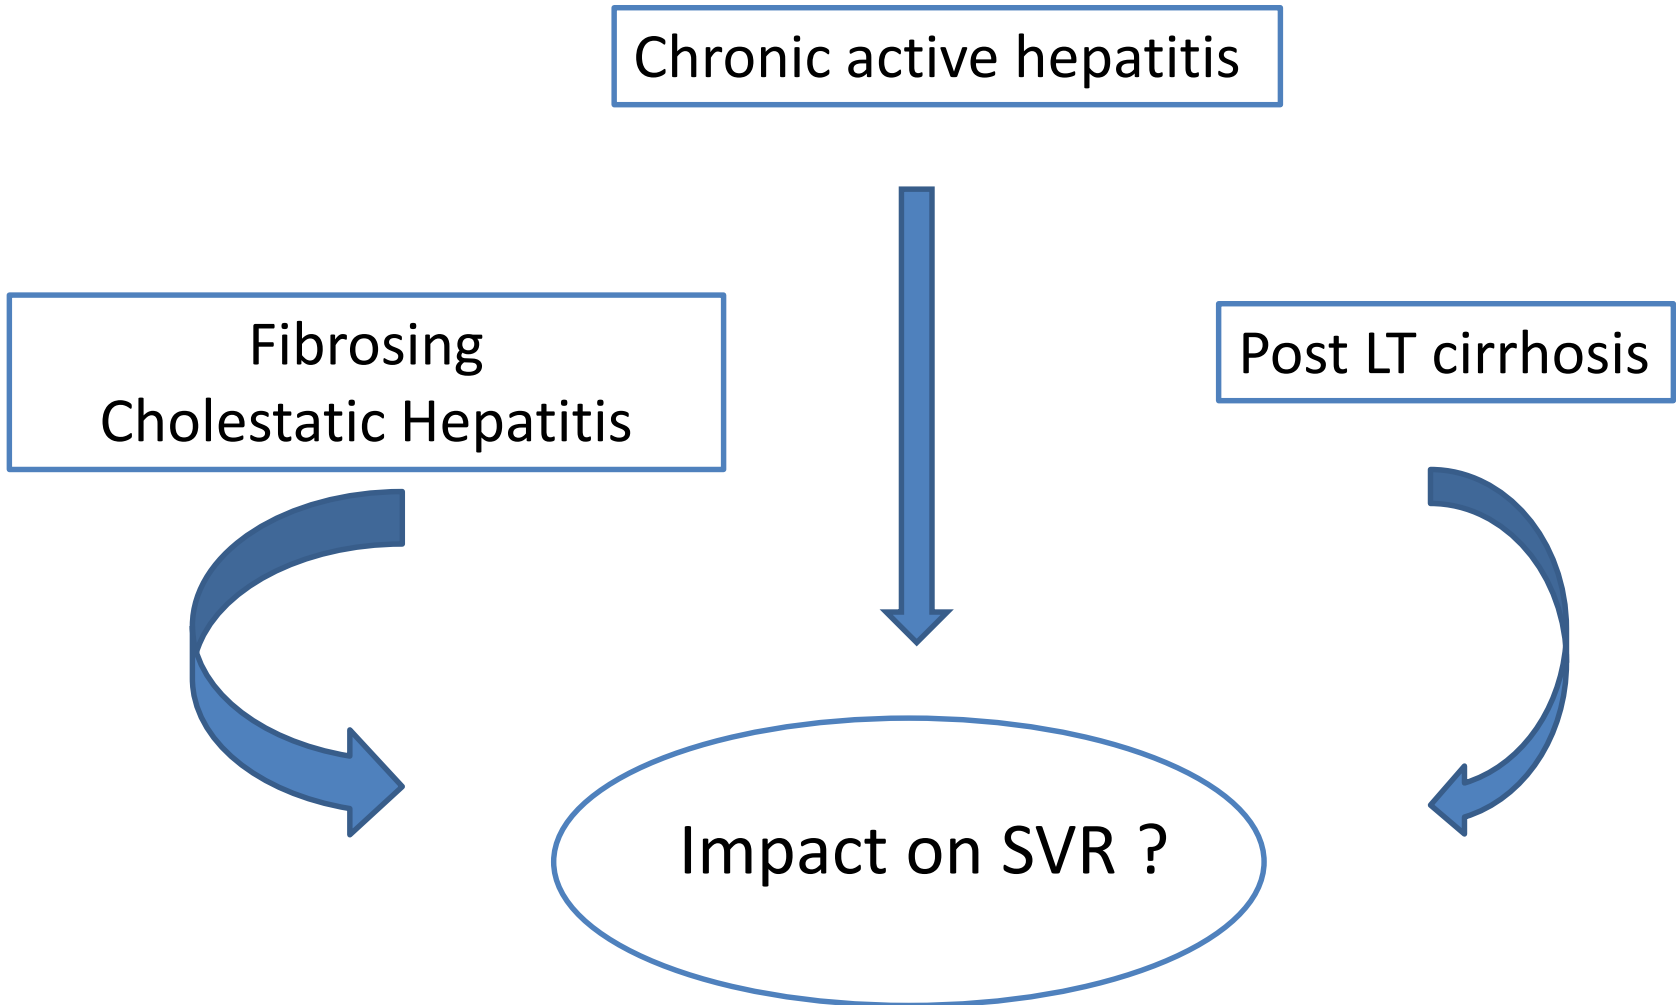 Chronic active hepatitis
Fibrosing
Cholestatic Hepatitis
Post LT cirrhosis
Impact on SVR ?